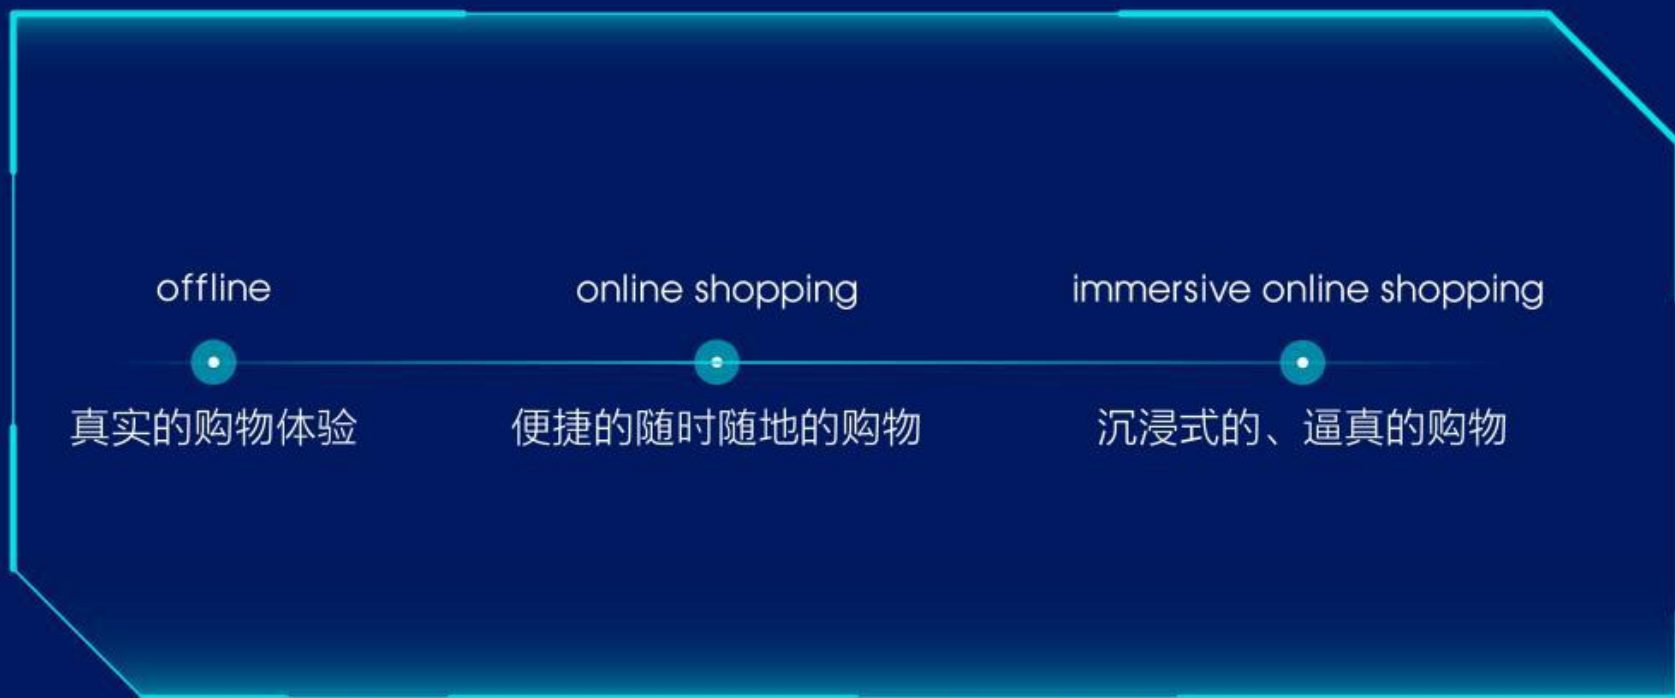 offline
online shopping
immersive online shopping
真实的购物体验
便捷的随时随地的购物
沉浸式的、逼真的购物